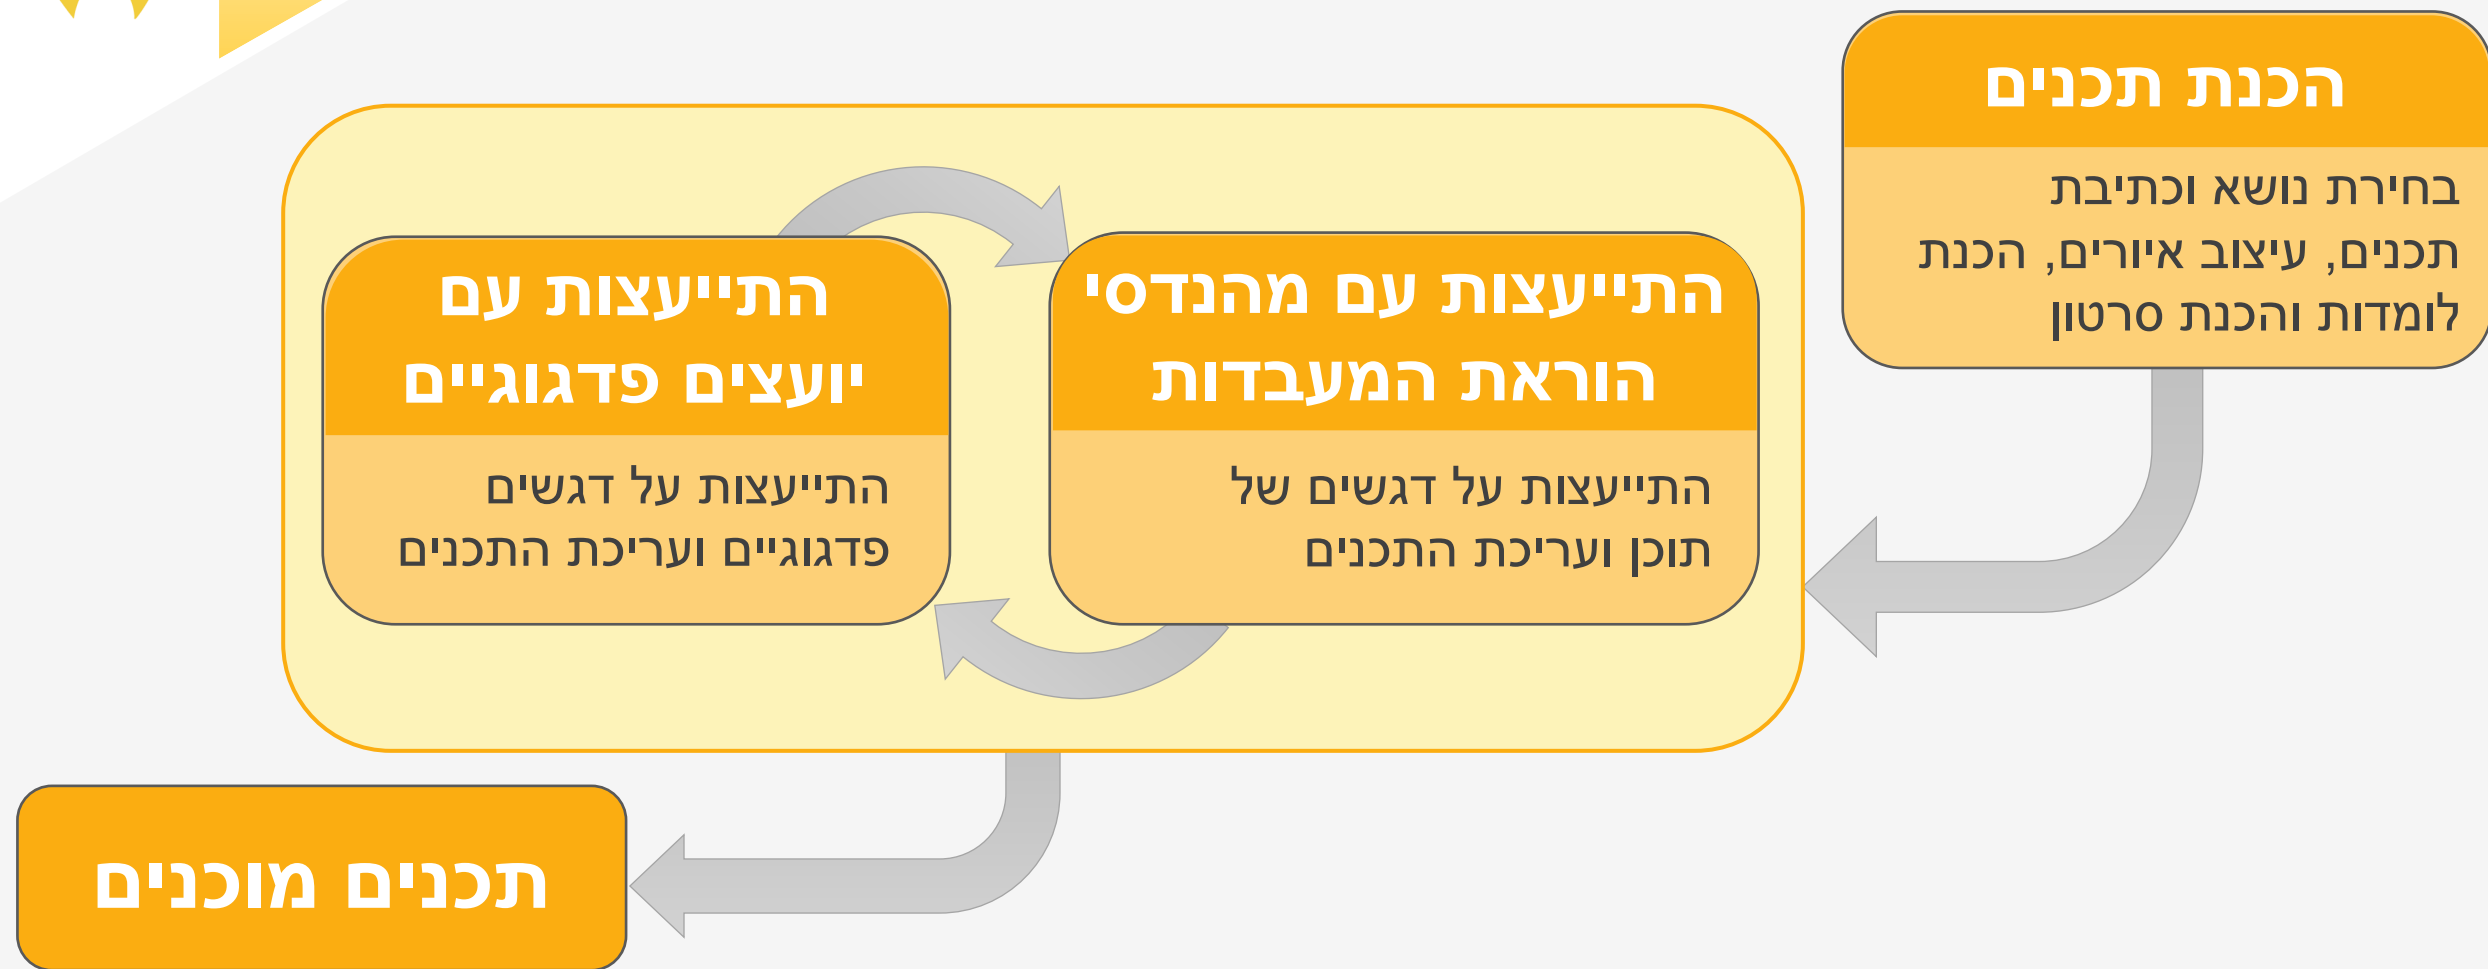 הכנת תכנים
בחירת נושא וכתיבת
תכנים, עיצוב איורים, הכנת
לומדות והכנת סרטון
התייעצות עם מהנדסי
הוראת המעבדות
התייעצות על דגשים של
תוכן ועריכת התכנים
התייעצות עם
יועצים פדגוגיים
התייעצות על דגשים
פדגוגיים ועריכת התכנים
תכנים מוכנים